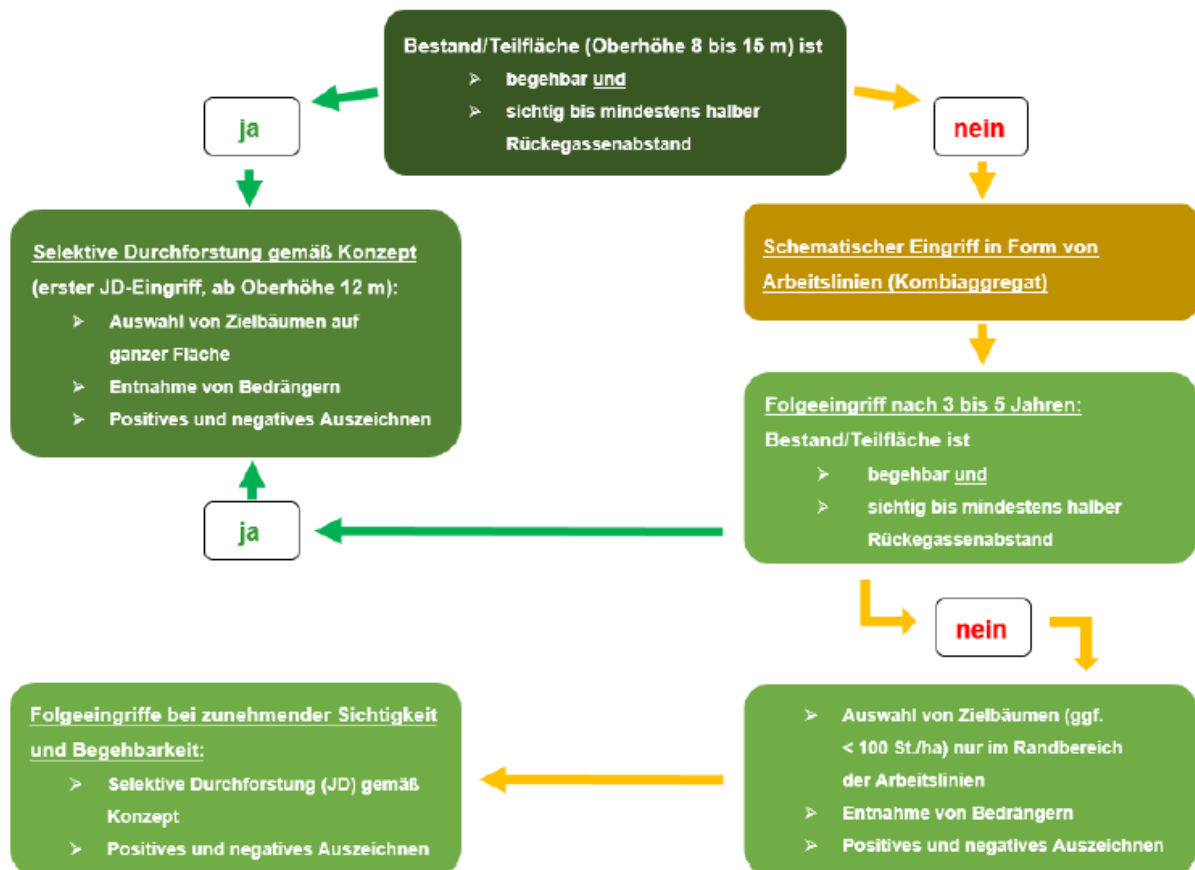 Bestand/Teilfläche (Oberhöhe 8 bis 15 m) ist
➢ begehbar und
➢ sichtig bis mindestens halber
Rückegassenabstand
ja
nein
Selektive Durchforstung gemäß Konzept
(erster JD-Eingriff, ab Oberhöhe 12 m):
➢ Auswahl von Zielbäumen auf
ganzer Fläche
➢ Entnahme von Bedrängern
➢ Positives und negatives Auszeichnen
Schematischer Eingriff in Form von
Arbeitslinien (Kombiaggregat)
Folgeeingriff nach 3 bis 5 Jahren:
Bestand/Teilfläche ist
➢ begehbar und
➢ sichtig bis mindestens halber
Rückegassenabstand
ja
nein
➢ Auswahl von Zielbäumen (ggf.
< 100 St./ha) nur im Randbereich
der Arbeitslinien
➢ Entnahme von Bedrängern
➢ Positives und negatives Auszeichnen
Folgeeingriffe bei zunehmender Sichtigkeit
und Begehbarkeit:
➢ Selektive Durchforstung (JD) gemäß
Konzept
➢ Positives und negatives Auszeichnen